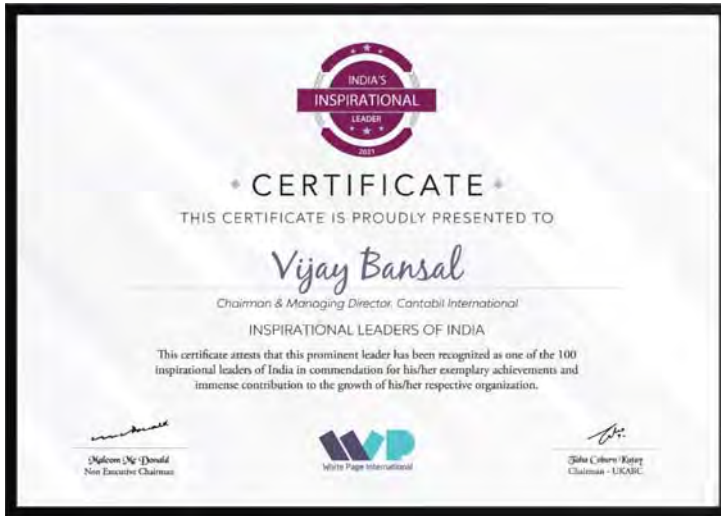 INDIA'S
INSPIRATIONAL
LEADER
2021
CERTIFICATE
THIS CERTIFICATE IS PROUDLY PRESENTED TO
Vijay Bansal
Chairman & Managing Director, Cantabil International
INSPIRATIONAL LEADERS OF INDIA
This certificate attests that this prominent leader has been recognized as one of the 100
inspirational leaders of India in commendation for his/her exemplary achievements and
immense contribution to the growth of his/her respective organization.
Malcom Mc Donald
Non Executive Chairman
WP
White Page International
Coburn
Chairman - UKABC